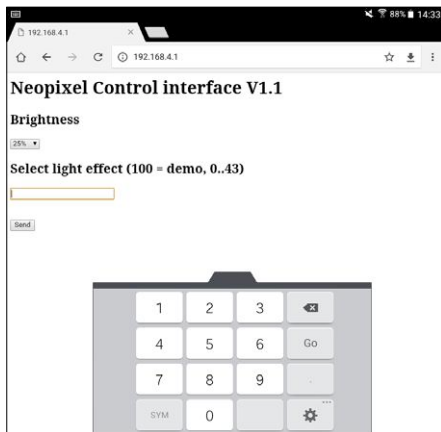 88% 14:33
192.168.4.1
192.168.4.1
Neopixel Control interface V1.1
Brightness
25%
Select light effect (100 = demo, 0..43)
Send
1 2 3
4 5 6 Go
7 8 9 .
SYM 0